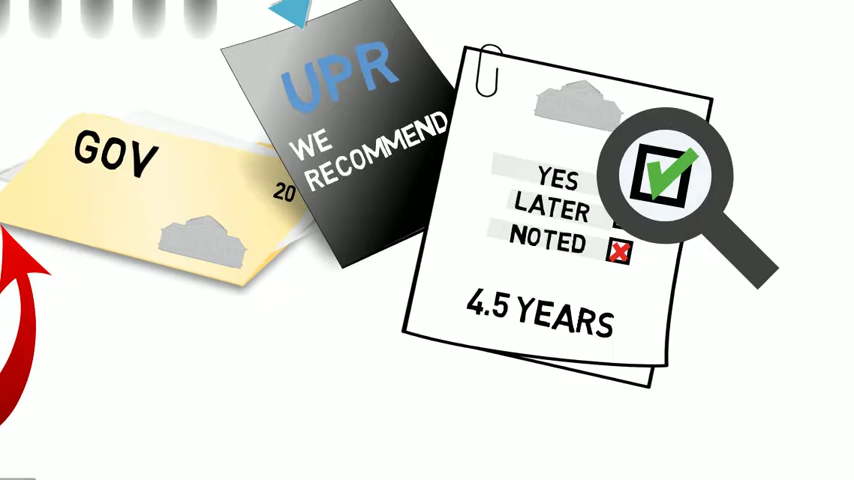 GOV
20
UPR
WE
RECOMMEND
YES
LATER
NOTED
4.5 YEARS